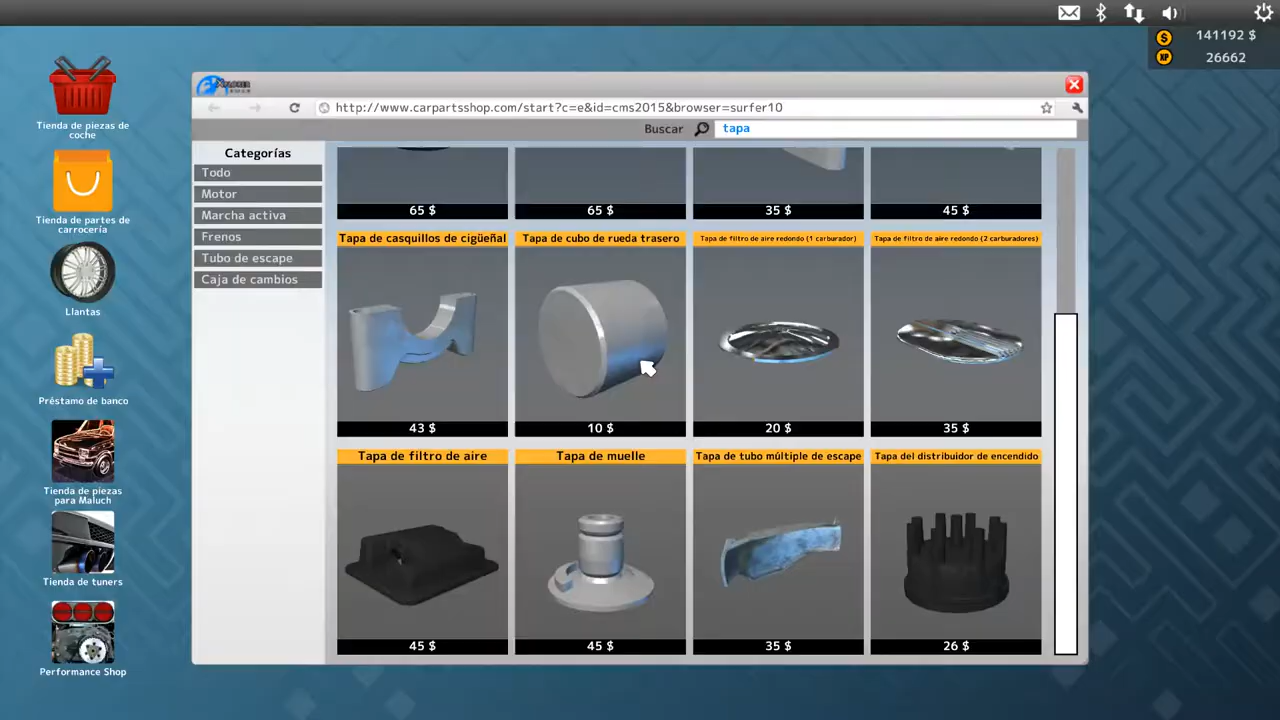 141192 $
26662
http://www.carpartsshop.com/start?c=e&id=cms2015&browser=surfer10
Buscar
tapa
Tienda de piezas de
coche
Tienda de partes de
carrocería
Llantas
Préstamo de banco
Tienda de piezas
para Maluch
Tienda de tuners
Performance Shop
Categorías
Todo
Motor
Marcha activa
Frenos
Tubo de escape
Caja de cambios
65 $
65 $
35 $
45 $
Tapa de casquillos de cigüeñal
Tapa de cubo de rueda trasero
Tapa de filtro de aire redondo (1 carburador)
Tapa de filtro de aire redondo (2 carburadores)
43 $
10 $
20 $
35 $
Tapa de filtro de aire
Tapa de muelle
Tapa de tubo múltiple de escape
Tapa del distribuidor de encendido
45 $
45 $
35 $
26 $